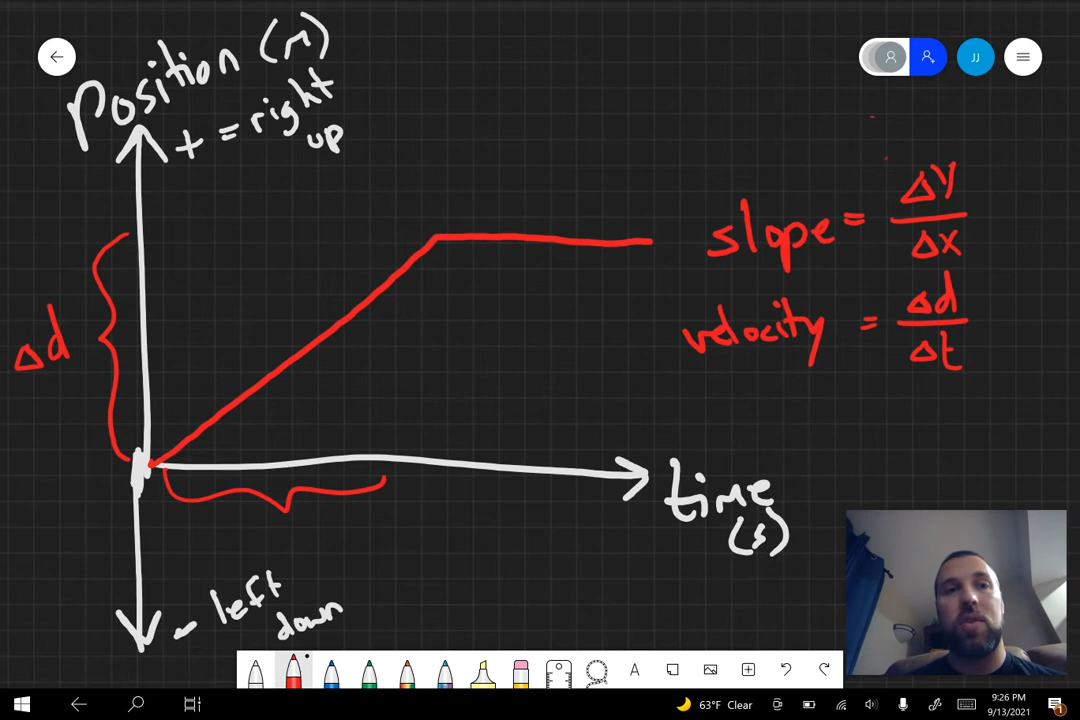 Position (m)
+ = right
up
slope = ΔY
ΔX
velocity = Δd
Δt
Δd
time
(s)
- left
down
JJ
A
63°F Clear
9:26 PM
9/13/2021
1